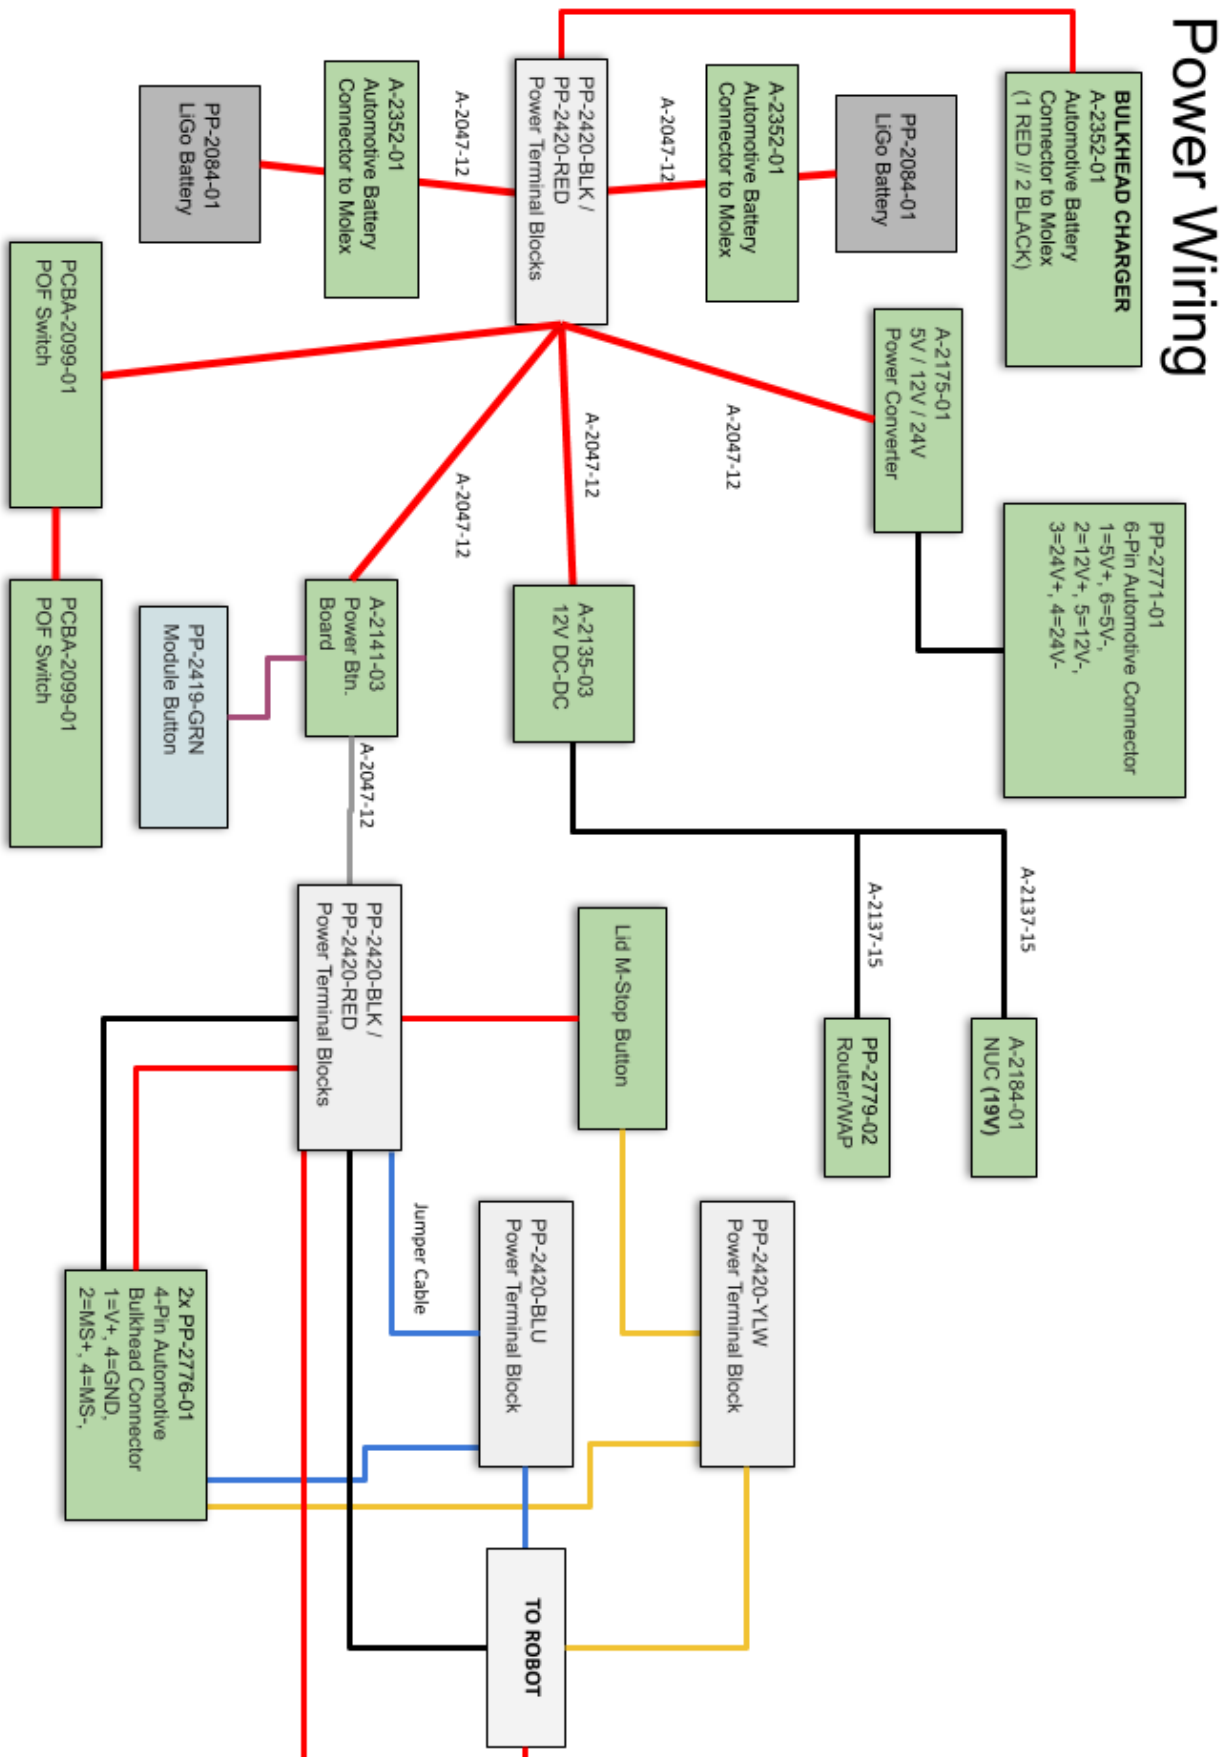 Power Wiring
BULKHEAD CHARGER
A-2352-01
Automotive Battery
Connector to Molex
(1 RED // 2 BLACK)
PP-2084-01
LiGo Battery
A-2352-01
Automotive Battery
Connector to Molex
A-2047-12
PP-2420-BLK /
PP-2420-RED
Power Terminal Blocks
A-2047-12
A-2352-01
Automotive Battery
Connector to Molex
PP-2084-01
LiGo Battery
PP-2771-01
6-Pin Automotive Connector
1=5V+, 6=5V-,
2=12V+, 5=12V-,
3=24V+, 4=24V-
A-2175-01
5V / 12V / 24V
Power Converter
A-2047-12
A-2047-12
A-2047-12
PCBA-2099-01
POF Switch
A-2135-03
12V DC-DC
A-2141-03
Power Btn.
Board
PP-2419-GRN
Module Button
PCBA-2099-01
POF Switch
A-2047-12
A-2137-15
A-2137-15
A-2184-01
NUC (19V)
PP-2779-02
Router/WAP
Lid M-Stop Button
PP-2420-BLK /
PP-2420-RED
Power Terminal Blocks
PP-2420-YLW
Power Terminal Block
PP-2420-BLU
Power Terminal Block
Jumper Cable
2x PP-2776-01
4-Pin Automotive
Bulkhead Connector
1=V+, 4=GND,
2=MS+, 4=MS-,
TO ROBOT